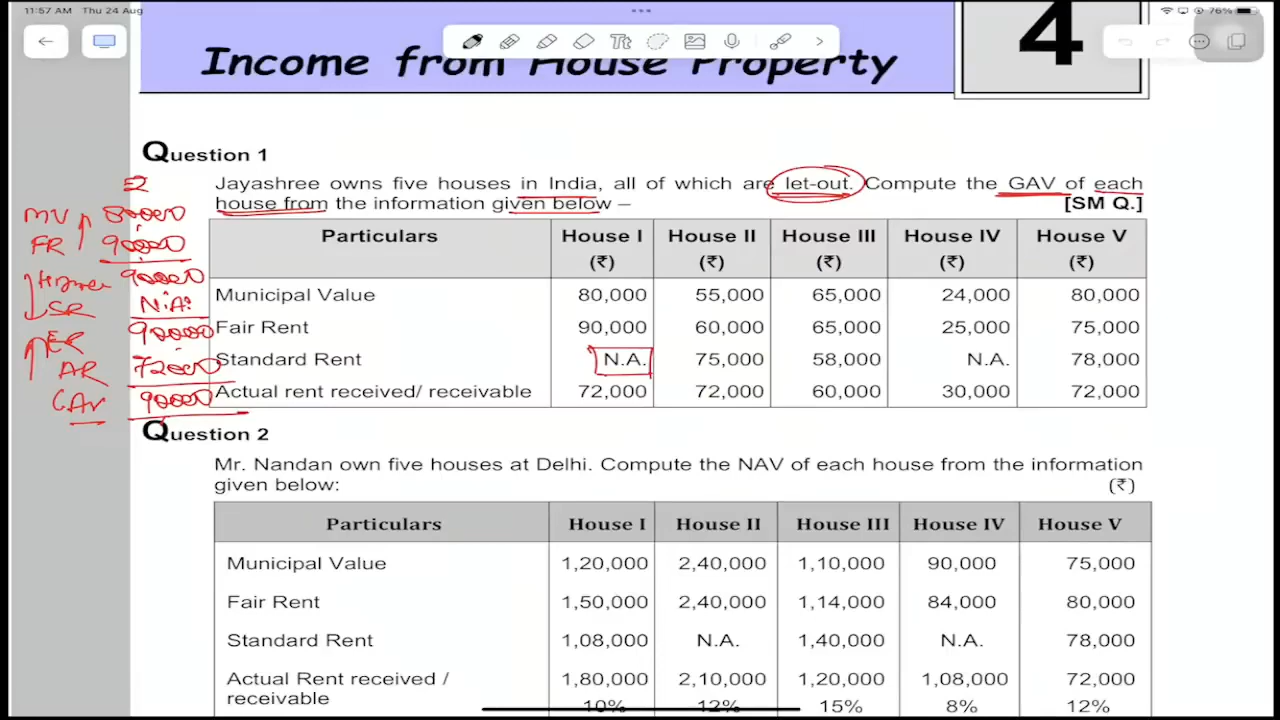 11:57 AM Thu 24 Aug
76%
Tt
Income from House Property
4
Question 1
Jayashree owns five houses in India, all of which are let-out. Compute the GAV of each
house from the information given below –
[SM Q.]
Particulars House I House II House III House IV House V
(₹) (₹) (₹) (₹) (₹)
Municipal Value 80,000 55,000 65,000 24,000 80,000
Fair Rent 90,000 60,000 65,000 25,000 75,000
Standard Rent N.A. 75,000 58,000 N.A. 78,000
Actual rent received/ receivable 72,000 72,000 60,000 30,000 72,000
MV 80000
FR 90000
Higher 90000
SR N.A.
ER 90000
AR 72000
GAV 90000
Question 2
Mr. Nandan own five houses at Delhi. Compute the NAV of each house from the information
given below: (₹)
Particulars House I House II House III House IV House V
Municipal Value 1,20,000 2,40,000 1,10,000 90,000 75,000
Fair Rent 1,50,000 2,40,000 1,14,000 84,000 80,000
Standard Rent 1,08,000 N.A. 1,40,000 N.A. 78,000
Actual Rent received / 1,80,000 2,10,000 1,20,000 1,08,000 72,000
receivable
10% 12% 15% 8% 12%